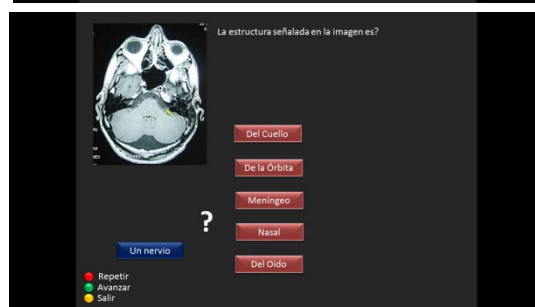 La estructura señalada en la imagen es?
Del Cuello
De la Órbita
Meníngeo
?
Nasal
Un nervio
Del Oído
Repetir
Avanzar
Salir